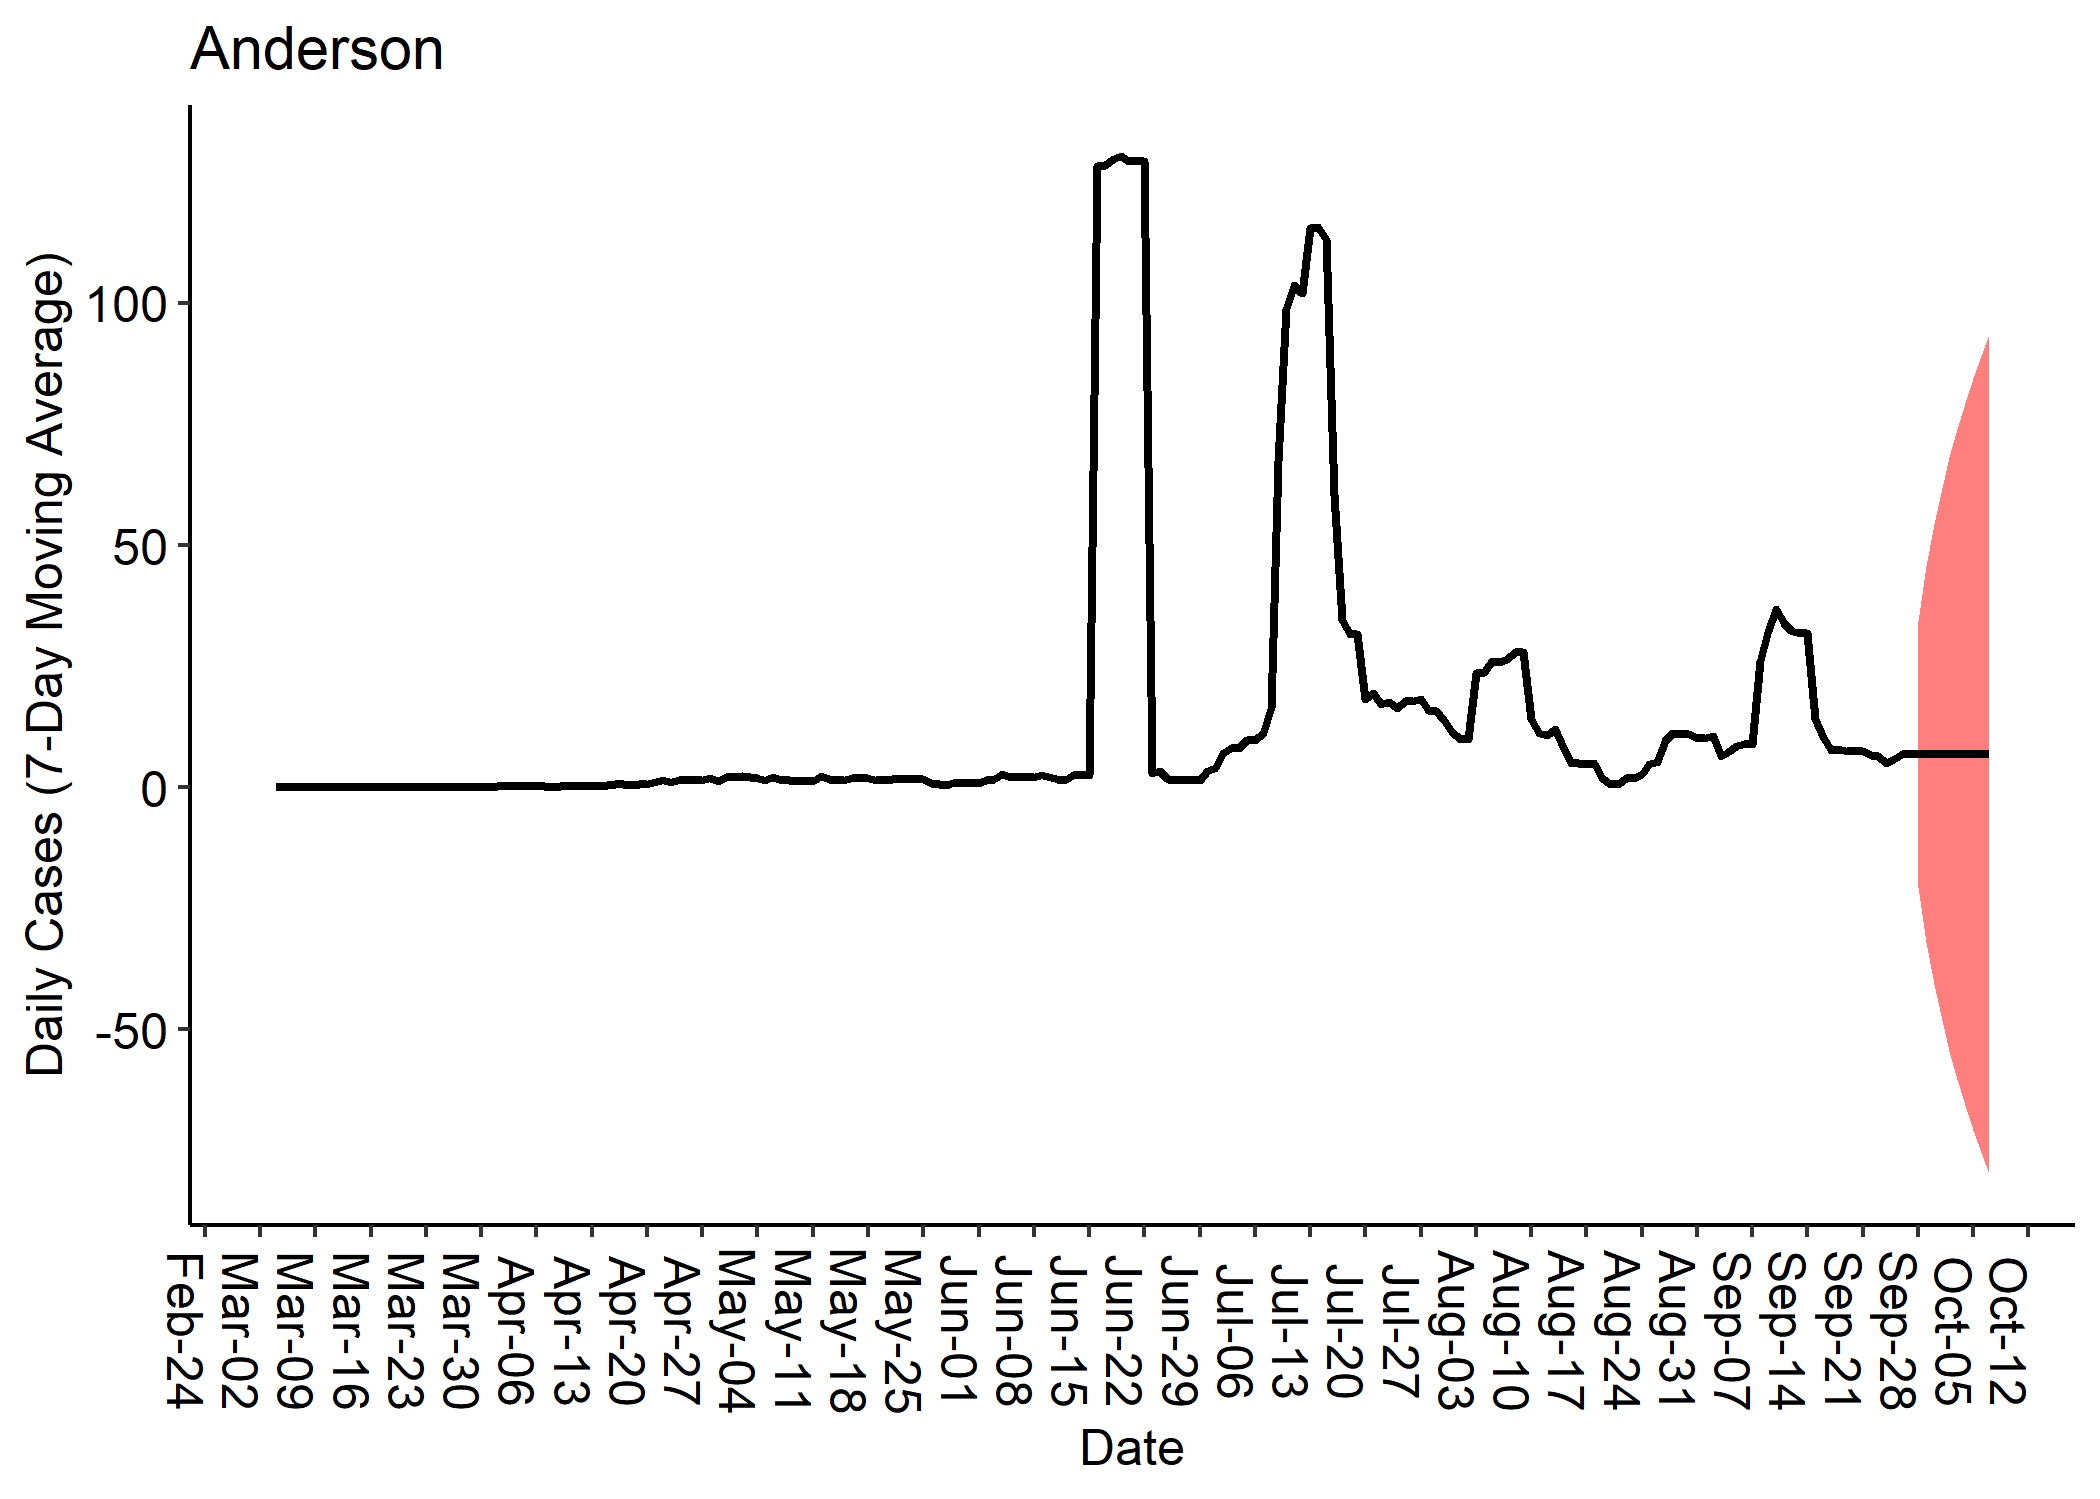 Anderson
Daily Cases (7-Day Moving Average)
100
50
0
-50
Feb-24
Mar-02
Mar-09
Mar-16
Mar-23
Mar-30
Apr-06
Apr-13
Apr-20
Apr-27
May-04
May-11
May-18
May-25
Jun-01
Jun-08
Jun-15
Jun-22
Jun-29
Jul-06
Jul-13
Jul-20
Jul-27
Aug-03
Aug-10
Aug-17
Aug-24
Aug-31
Sep-07
Sep-14
Sep-21
Sep-28
Oct-05
Oct-12
Date